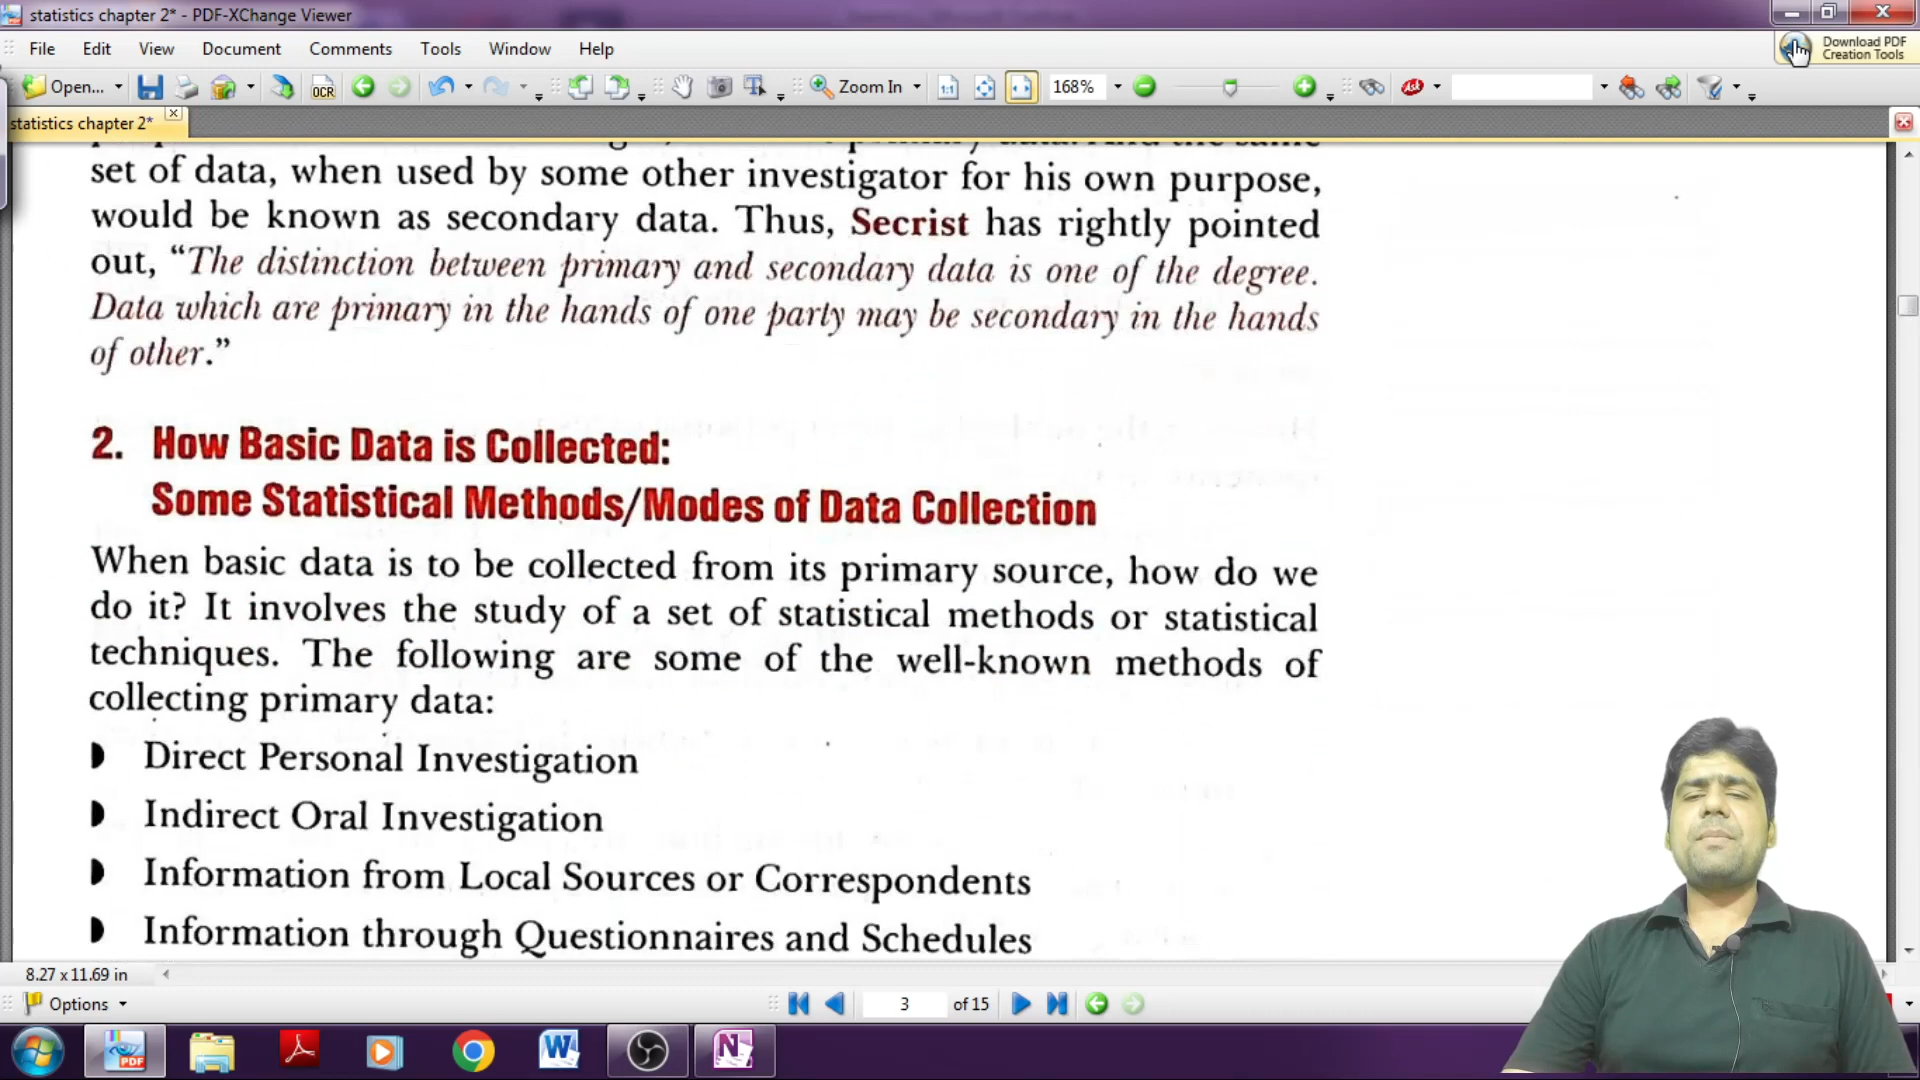 statistics chapter 2* - PDF-XChange Viewer
File Edit View Document Comments Tools Window Help
Download PDF
Creation Tools
Open... OCR Zoom In 1:1 168%
statistics chapter 2*
set of data, when used by some other investigator for his own purpose,
would be known as secondary data. Thus, Secrist has rightly pointed
out, “The distinction between primary and secondary data is one of the degree.
Data which are primary in the hands of one party may be secondary in the hands
of other.”
2. How Basic Data is Collected:
Some Statistical Methods/Modes of Data Collection
When basic data is to be collected from its primary source, how do we
do it? It involves the study of a set of statistical methods or statistical
techniques. The following are some of the well-known methods of
collecting primary data:
Direct Personal Investigation
Indirect Oral Investigation
Information from Local Sources or Correspondents
Information through Questionnaires and Schedules
8.27 x 11.69 in
Options 3 of 15
PDF W N